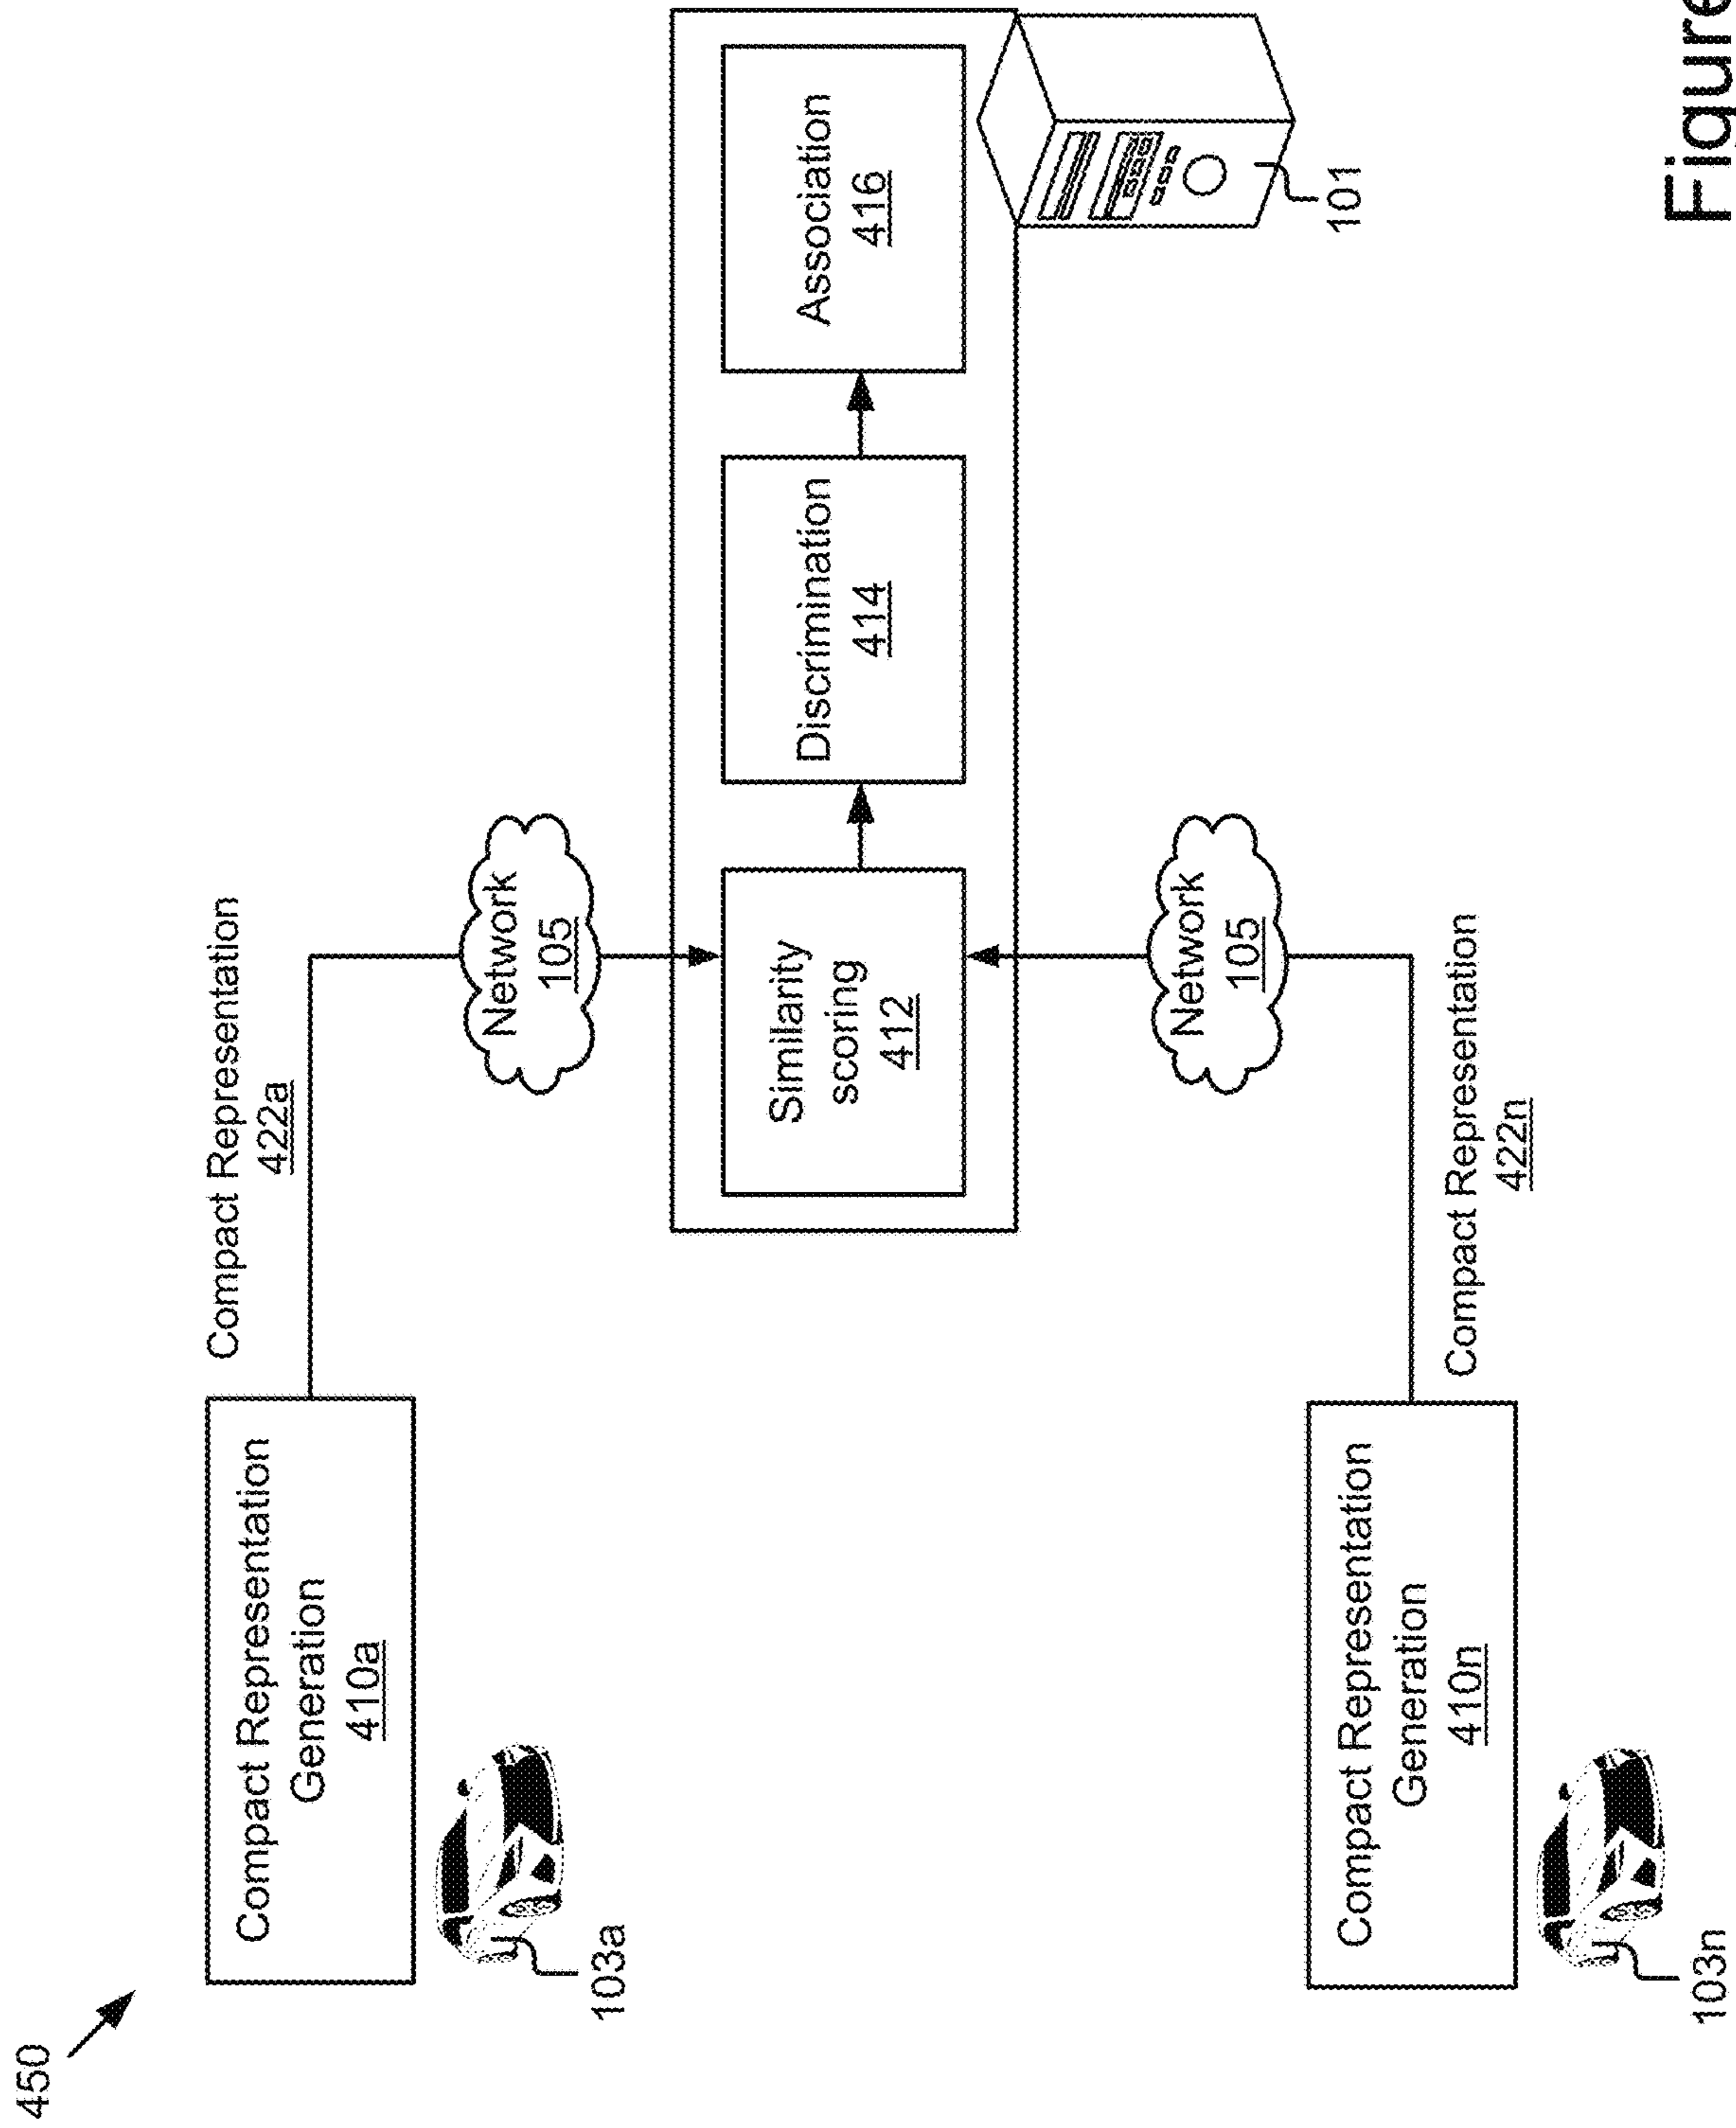 450
Compact Representation
Generation
410a
103a
Compact Representation
422a
Network
105
Similarity
scoring
412
Discrimination
414
Association
416
101
Network
105
Compact Representation
422n
Compact Representation
Generation
410n
103n
Figure